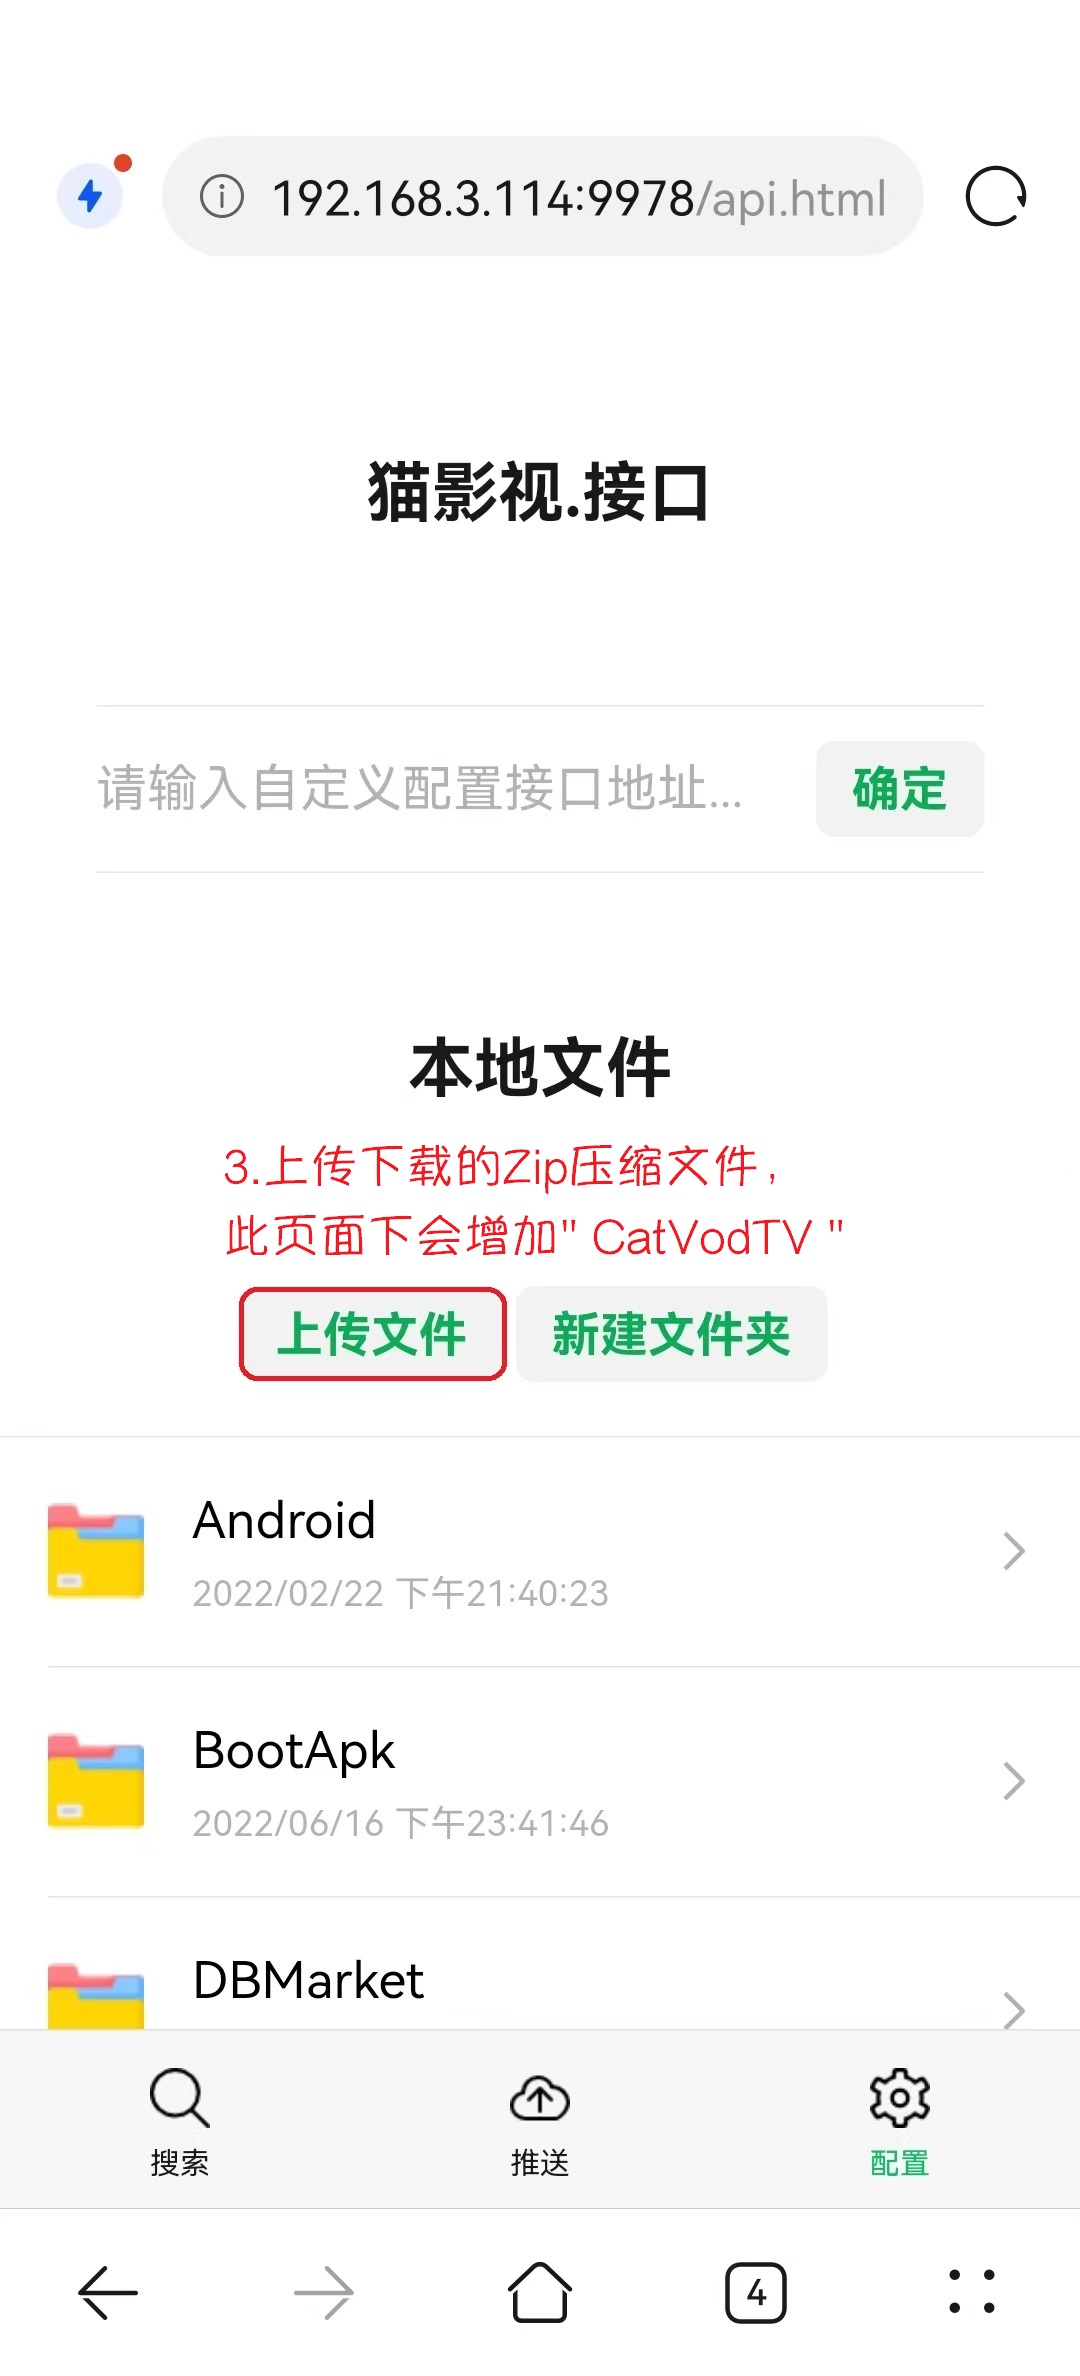 192.168.3.114:9978/api.html
猫影视.接口
请输入自定义配置接口地址...
确定
本地文件
3.上传下载的Zip压缩文件，
此页面下会增加" CatVodTV "
上传文件
新建文件夹
Android
2022/02/22 下午21:40:23
BootApk
2022/06/16 下午23:41:46
DBMarket
搜索
推送
配置
4